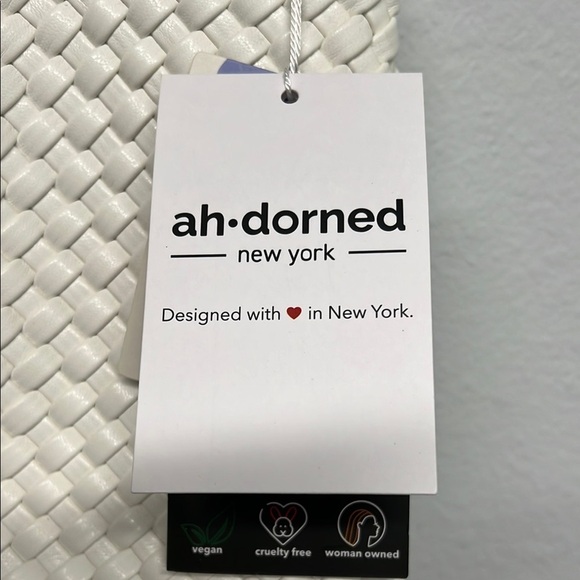 ah•dorned
new york
Designed with ❤ in New York.
vegan cruelty free woman owned